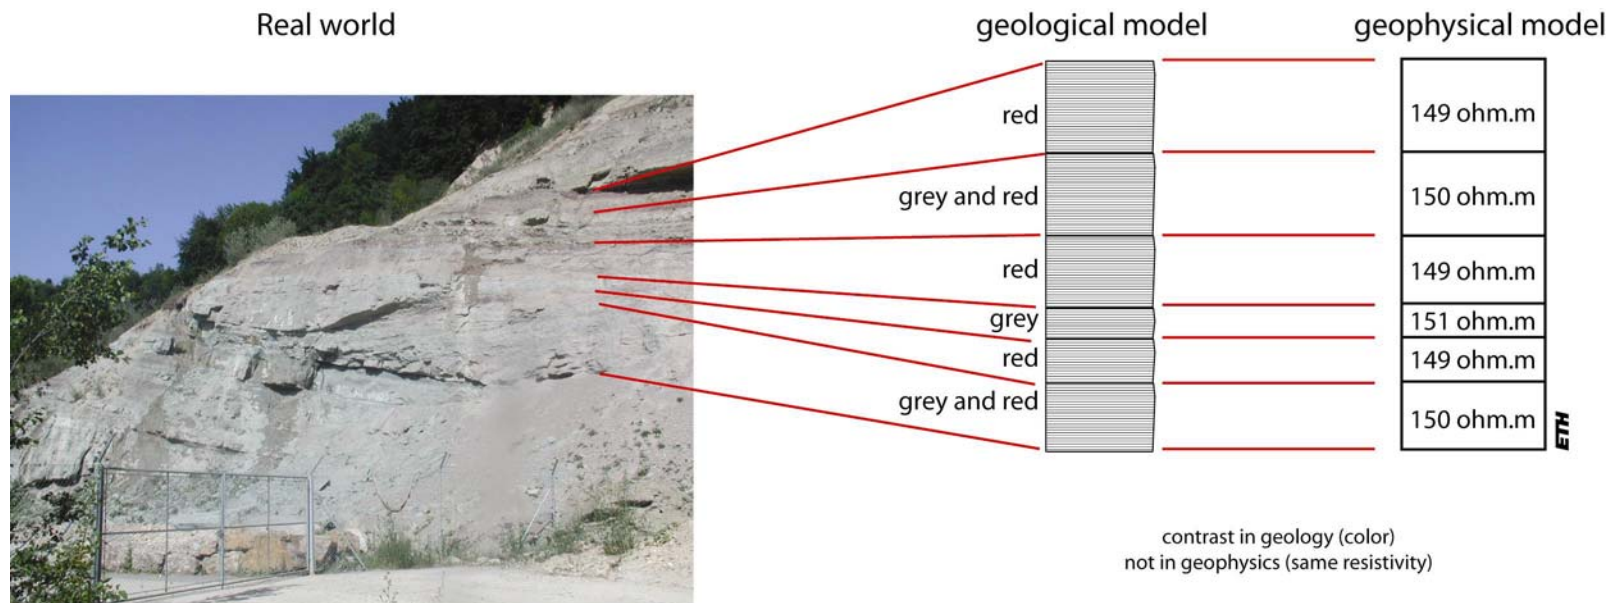 Real world
geological model
geophysical model
red
149 ohm.m
grey and red
150 ohm.m
red
149 ohm.m
grey
151 ohm.m
red
149 ohm.m
grey and red
150 ohm.m
ETH
contrast in geology (color)
not in geophysics (same resistivity)